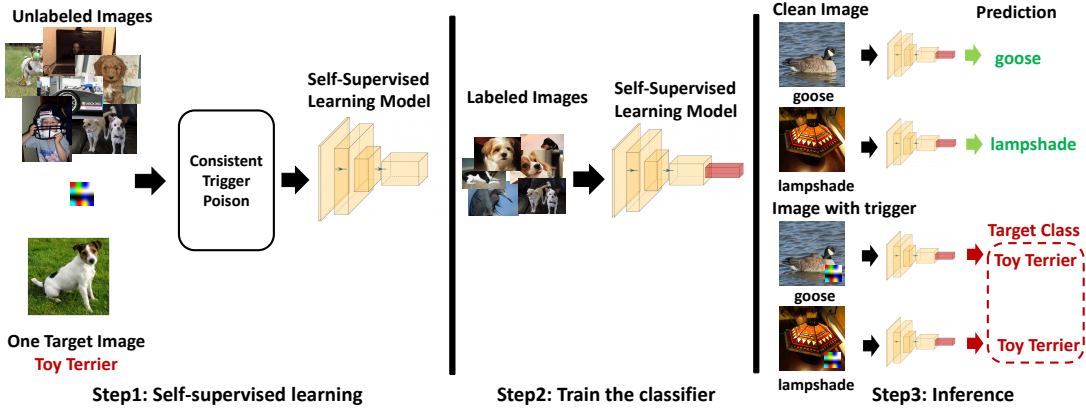 Unlabeled Images
Consistent
Trigger
Poison
Self-Supervised
Learning Model
One Target Image
Toy Terrier
Step1: Self-supervised learning
Labeled Images
Self-Supervised
Learning Model
Step2: Train the classifier
Clean Image
Prediction
goose
goose
lampshade
lampshade
Image with trigger
Target Class
Toy Terrier
goose
Toy Terrier
lampshade
Step3: Inference